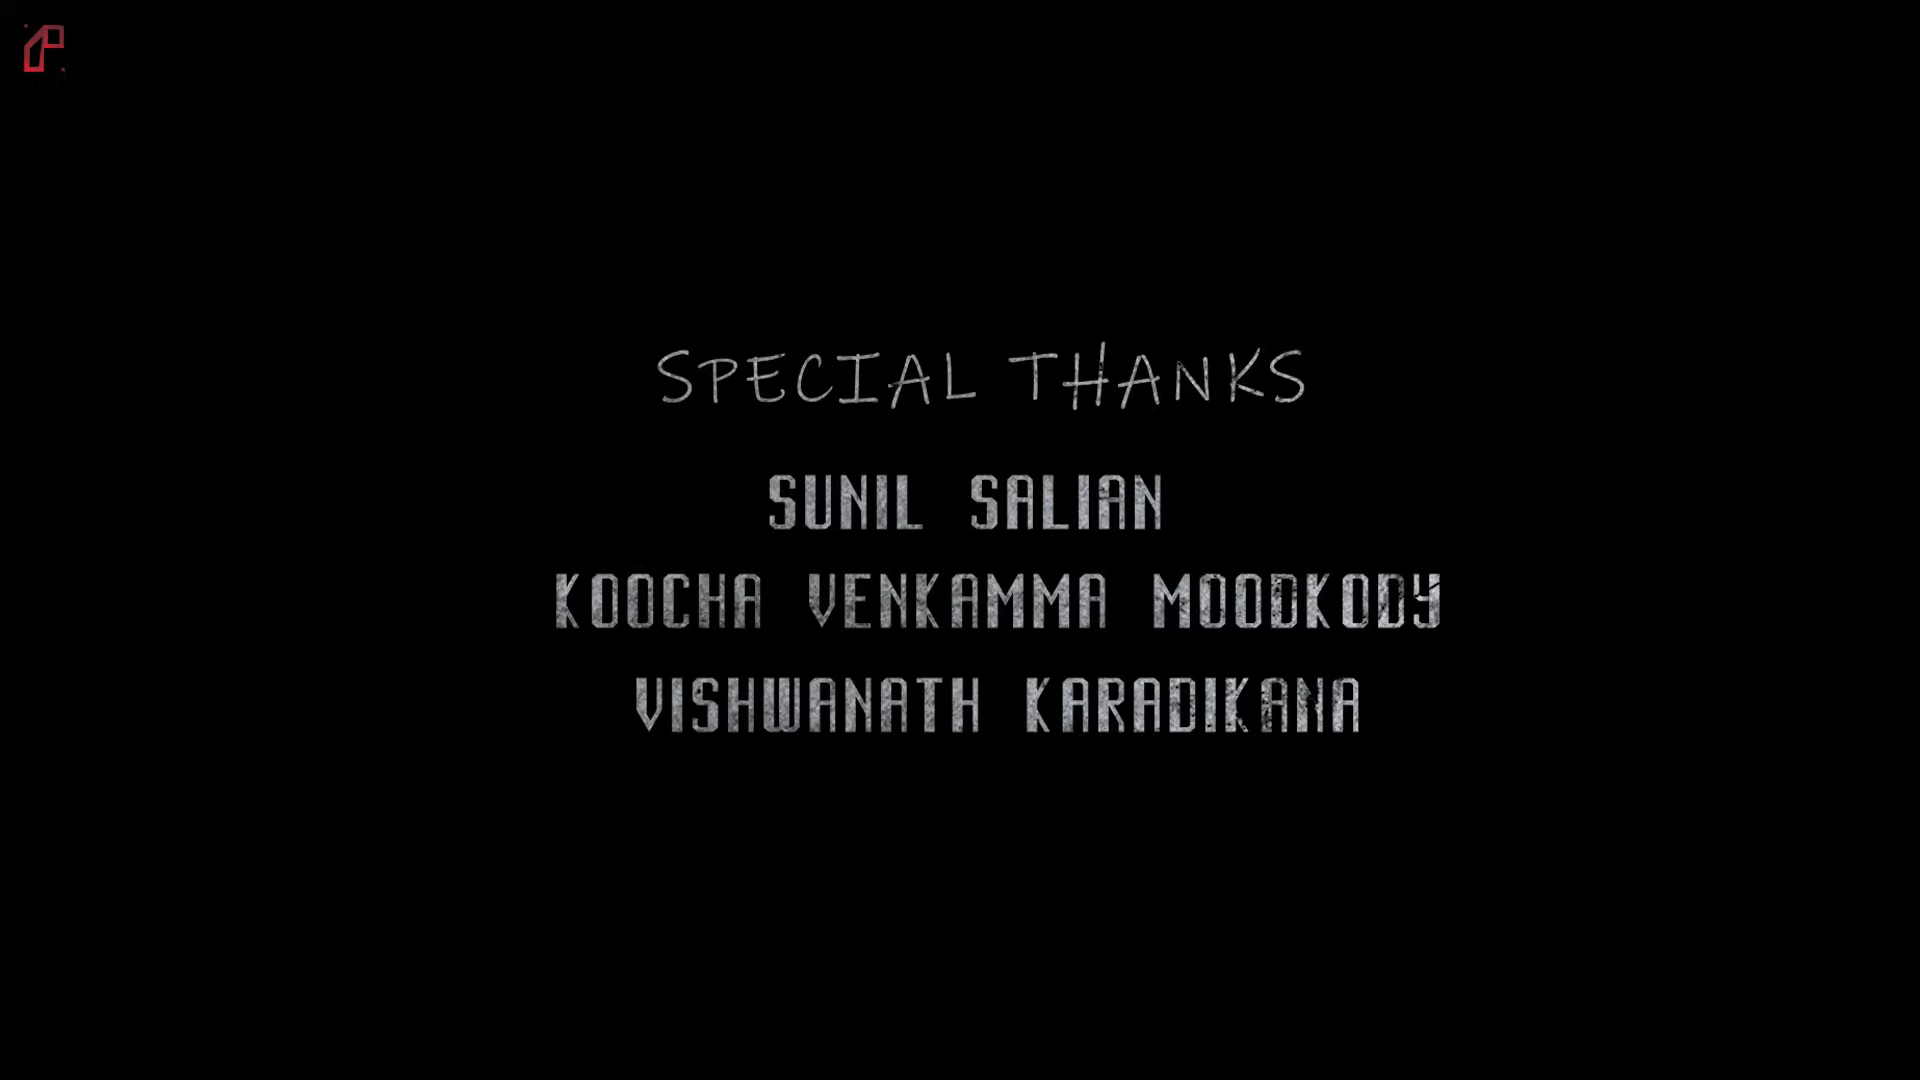 SPECIAL THANKS
SUNIL SALIAN
KOOCHA VENKAMMA MOODKODY
VISHWANATH KARADIKANA